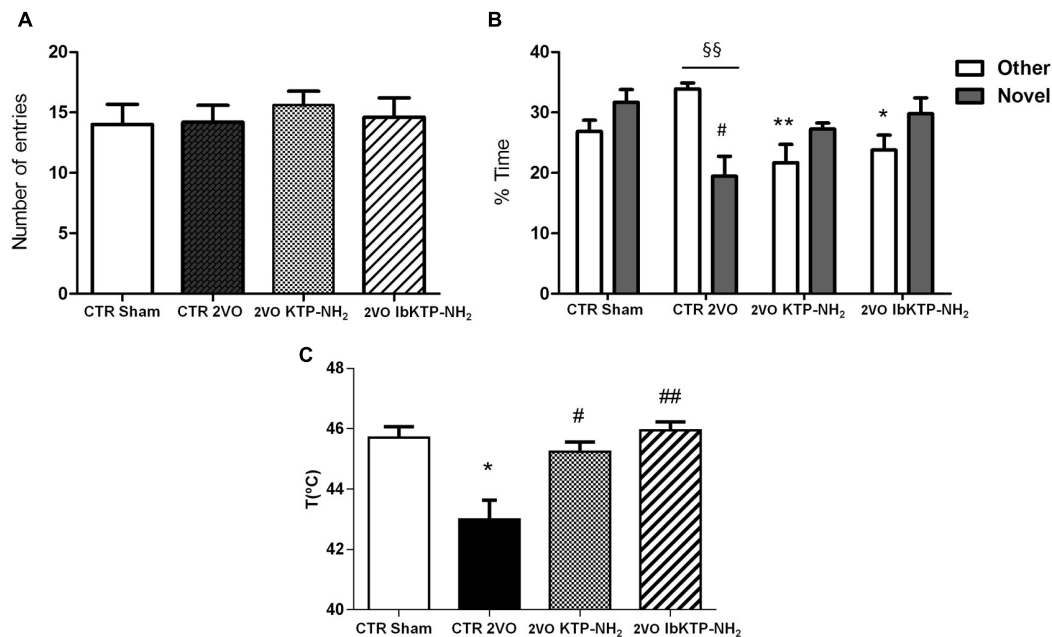 A
Number of entries
20
15
10
5
0
CTR Sham CTR 2VO 2VO KTP-NH₂ 2VO IbKTP-NH₂
B
% Time
40
30
20
10
0
§§
#
**
*
Other
Novel
CTR Sham CTR 2VO 2VO KTP-NH₂ 2VO IbKTP-NH₂
C
T(ºC)
48
46
44
42
40
*
#
##
CTR Sham CTR 2VO 2VO KTP-NH₂ 2VO IbKTP-NH₂